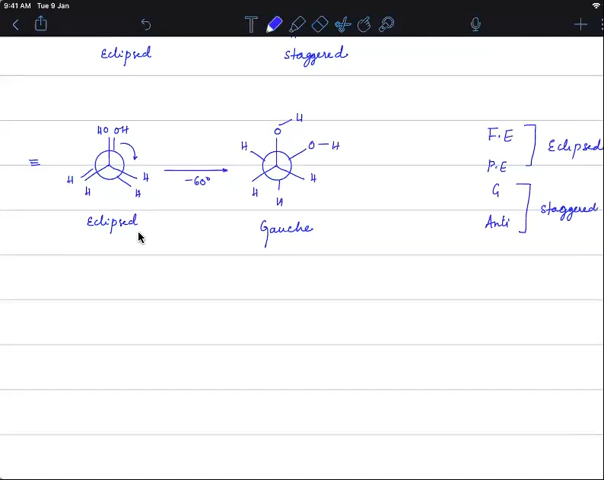 9:41 AM Tue 9 Jan
Eclipsed
Staggered
HO OH
H
H
H
H
-60°
H
O
H
O-H
H
H
H
Eclipsed
Gauche
F.E
P.E
Eclipsed
G
Anti
Staggered